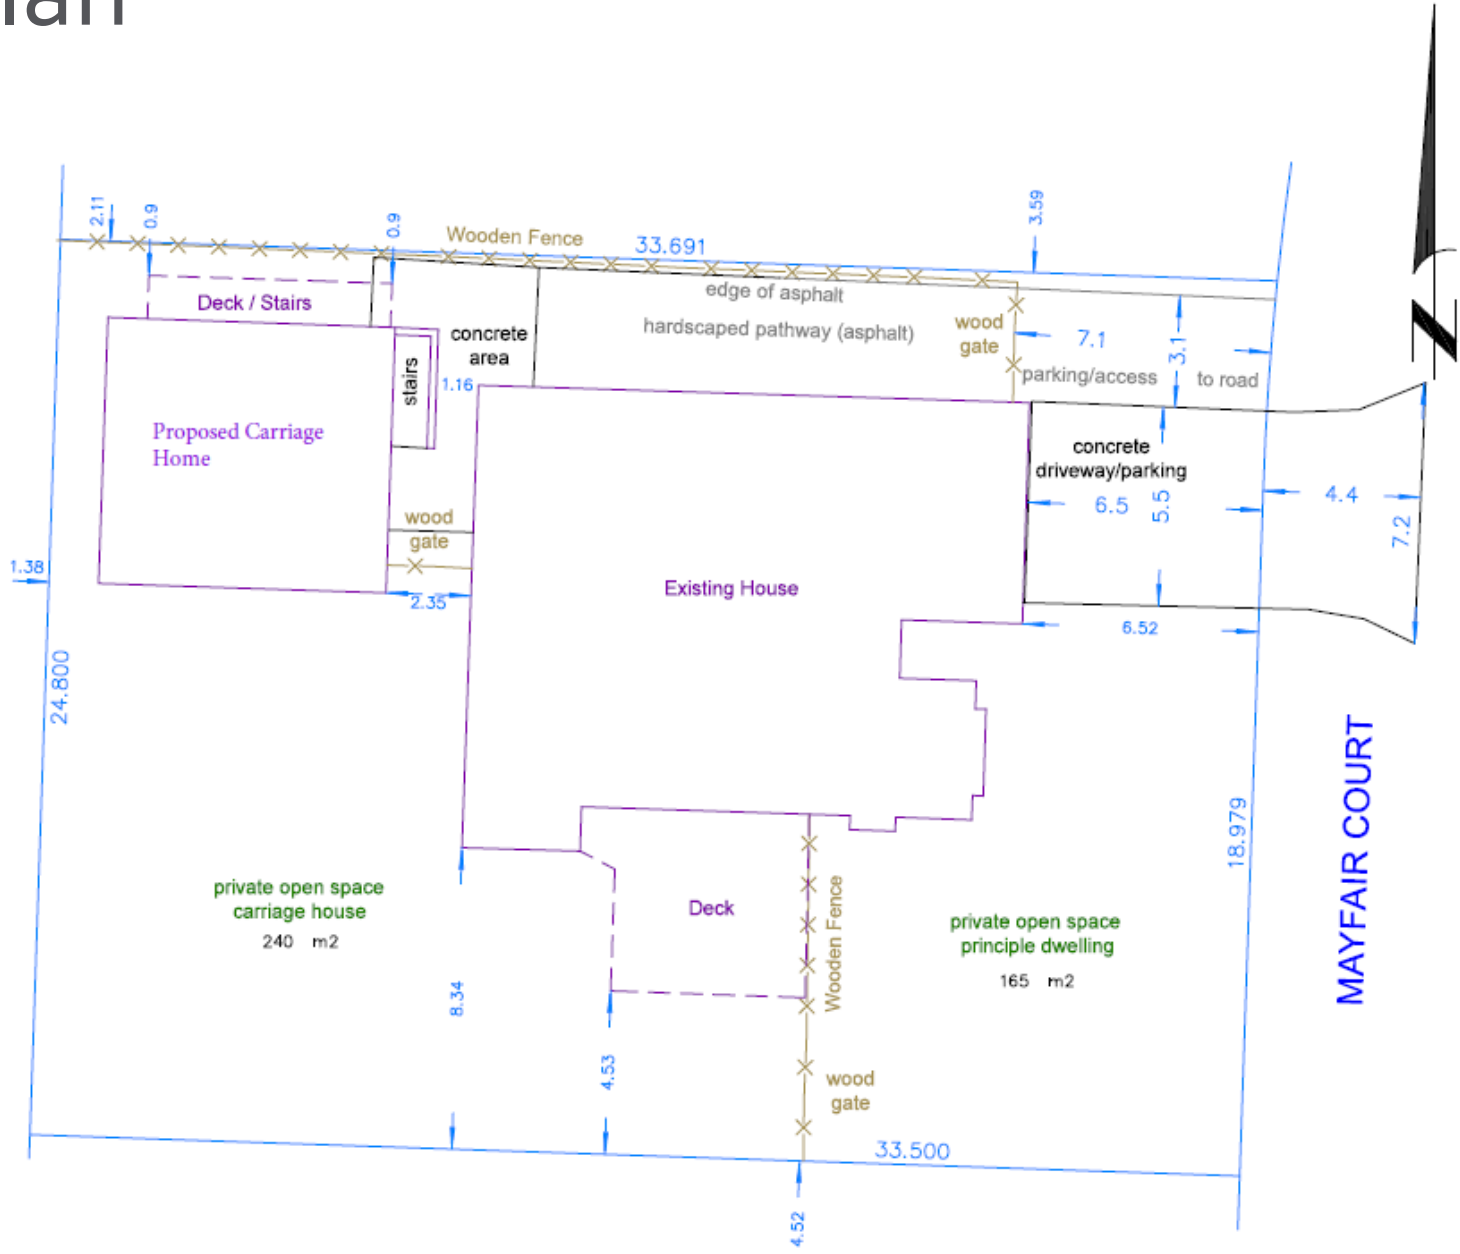 2.11
0.9
0.9
3.59
Wooden Fence
33.691
Deck / Stairs
edge of asphalt
hardscaped pathway (asphalt)
concrete
area
wood
gate
7.1
3.1
parking/access
to road
N
stairs
1.16
Proposed Carriage
Home
concrete
driveway/parking
6.5
5.5
4.4
7.2
wood
gate
1.38
2.35
Existing House
6.52
24.800
18.979
MAYFAIR COURT
private open space
carriage house
240 m2
Deck
Wooden Fence
private open space
principle dwelling
165 m2
8.34
4.53
wood
gate
33.500
4.52